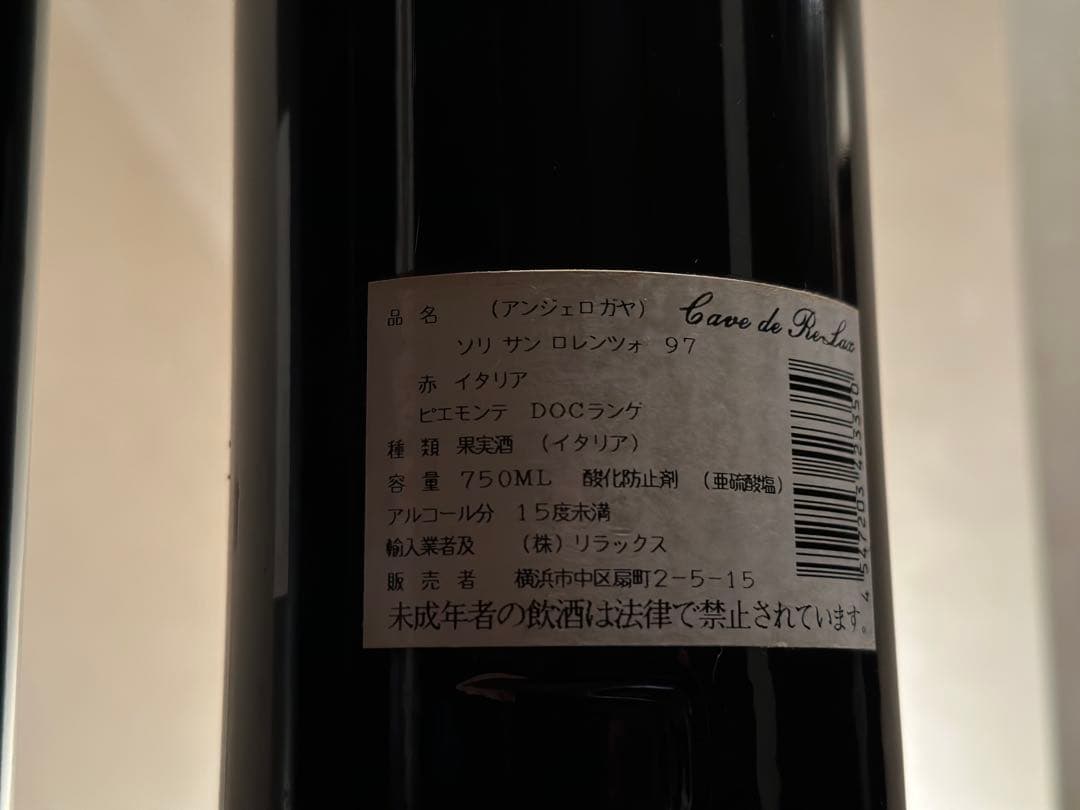 品名 （アンジェロガヤ） Cave de Re-Lax
ソリ サン ロレンツォ 97
赤 イタリア
ピエモンテ DOCランゲ
種類 果実酒 （イタリア）
容量 750ML 酸化防止剤 （亜硫酸塩）
アルコール分 15度未満
輸入業者及 （株）リラックス
販売者 横浜市中区扇町2-5-15
未成年者の飲酒は法律で禁止されています。
4 547203 423350